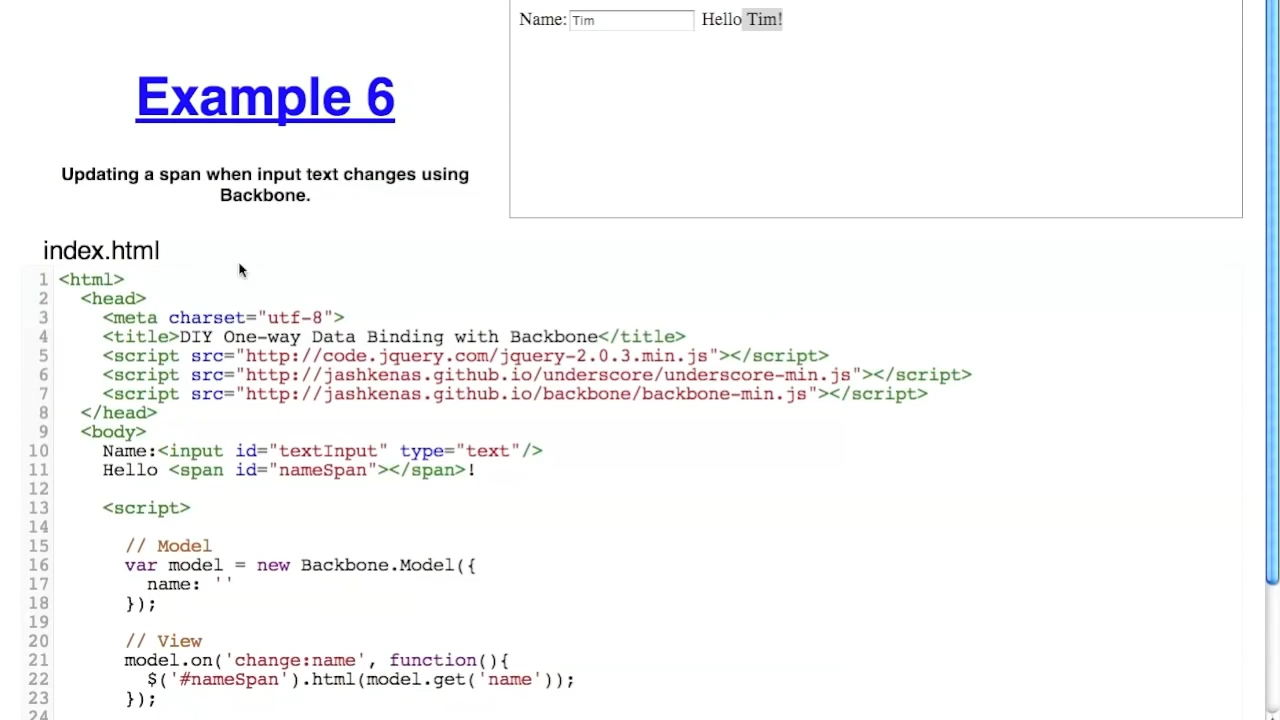 Name: Tim Hello Tim!
Example 6
Updating a span when input text changes using
Backbone.
index.html
1 <html>
2 <head>
3 <meta charset="utf-8">
4 <title>DIY One-way Data Binding with Backbone</title>
5 <script src="http://code.jquery.com/jquery-2.0.3.min.js"></script>
6 <script src="http://jashkenas.github.io/underscore/underscore-min.js"></script>
7 <script src="http://jashkenas.github.io/backbone/backbone-min.js"></script>
8 </head>
9 <body>
10 Name:<input id="textInput" type="text"/>
11 Hello <span id="nameSpan"></span>!
12
13 <script>
14
15 // Model
16 var model = new Backbone.Model({
17 name: ''
18 });
19
20 // View
21 model.on('change:name', function(){
22 $('#nameSpan').html(model.get('name'));
23 });
24